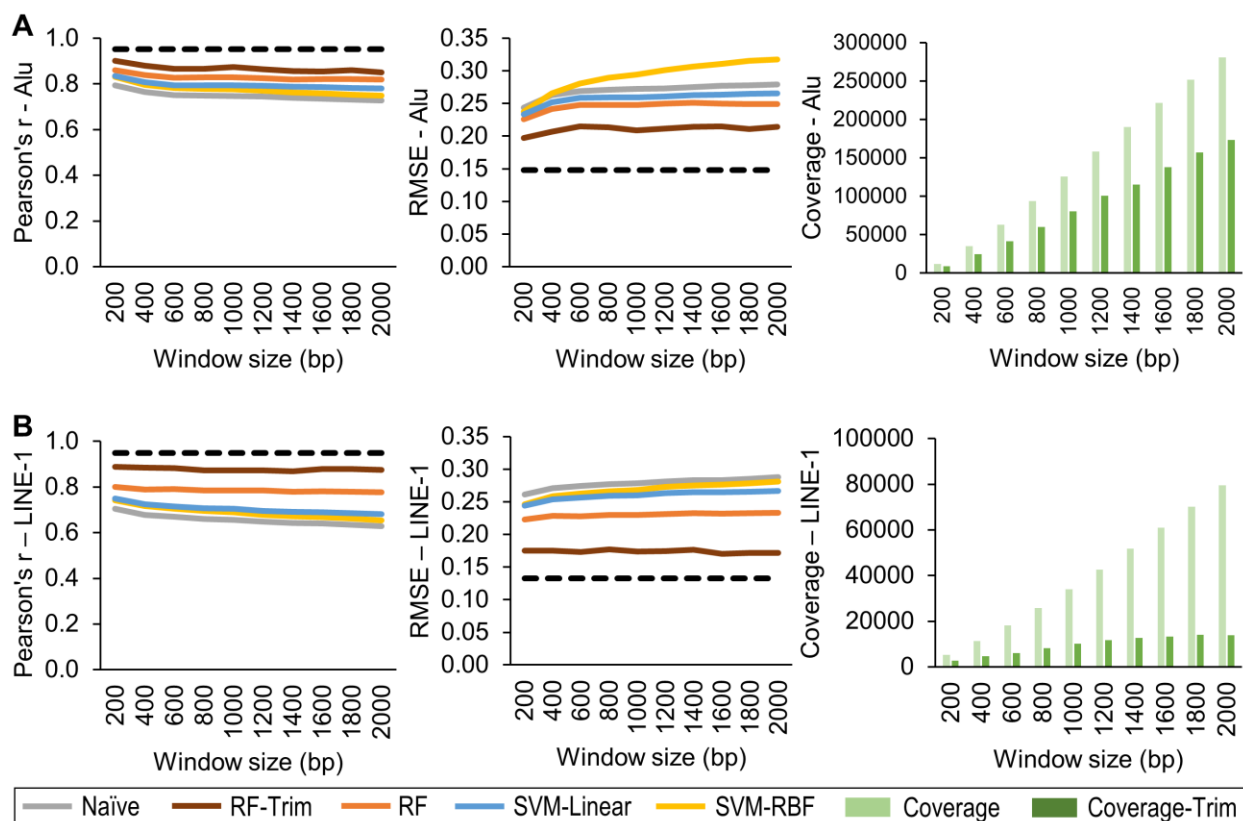 A
Pearson's r - Alu
1.0
0.8
0.6
0.4
0.2
0.0
200 400 600 800 1000 1200 1400 1600 1800 2000
Window size (bp)
RMSE - Alu
0.35
0.30
0.25
0.20
0.15
0.10
0.05
0.00
200 400 600 800 1000 1200 1400 1600 1800 2000
Window size (bp)
Coverage - Alu
300000
250000
200000
150000
100000
50000
0
200 400 600 800 1000 1200 1400 1600 1800 2000
Window size (bp)
B
Pearson's r – LINE-1
1.0
0.8
0.6
0.4
0.2
0.0
200 400 600 800 1000 1200 1400 1600 1800 2000
Window size (bp)
RMSE – LINE-1
0.35
0.30
0.25
0.20
0.15
0.10
0.05
0.00
200 400 600 800 1000 1200 1400 1600 1800 2000
Window size (bp)
Coverage – LINE-1
100000
80000
60000
40000
20000
0
200 400 600 800 1000 1200 1400 1600 1800 2000
Window size (bp)
Naïve RF-Trim RF SVM-Linear SVM-RBF Coverage Coverage-Trim